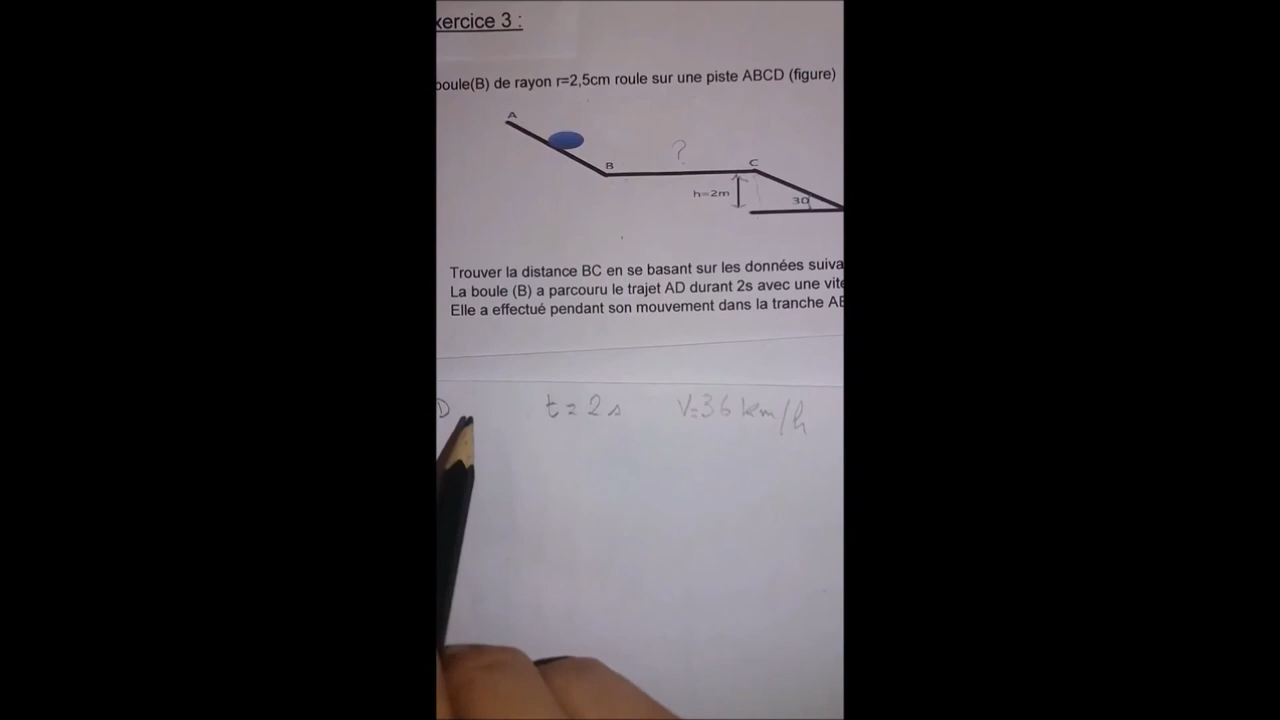 xercice 3 :
boule(B) de rayon r=2,5cm roule sur une piste ABCD (figure)
A
B
?
C
h=2m
30
Trouver la distance BC en se basant sur les données suiva
La boule (B) a parcouru le trajet AD durant 2s avec une vite
Elle a effectué pendant son mouvement dans la tranche AB
D t = 2 s V=36 km/h